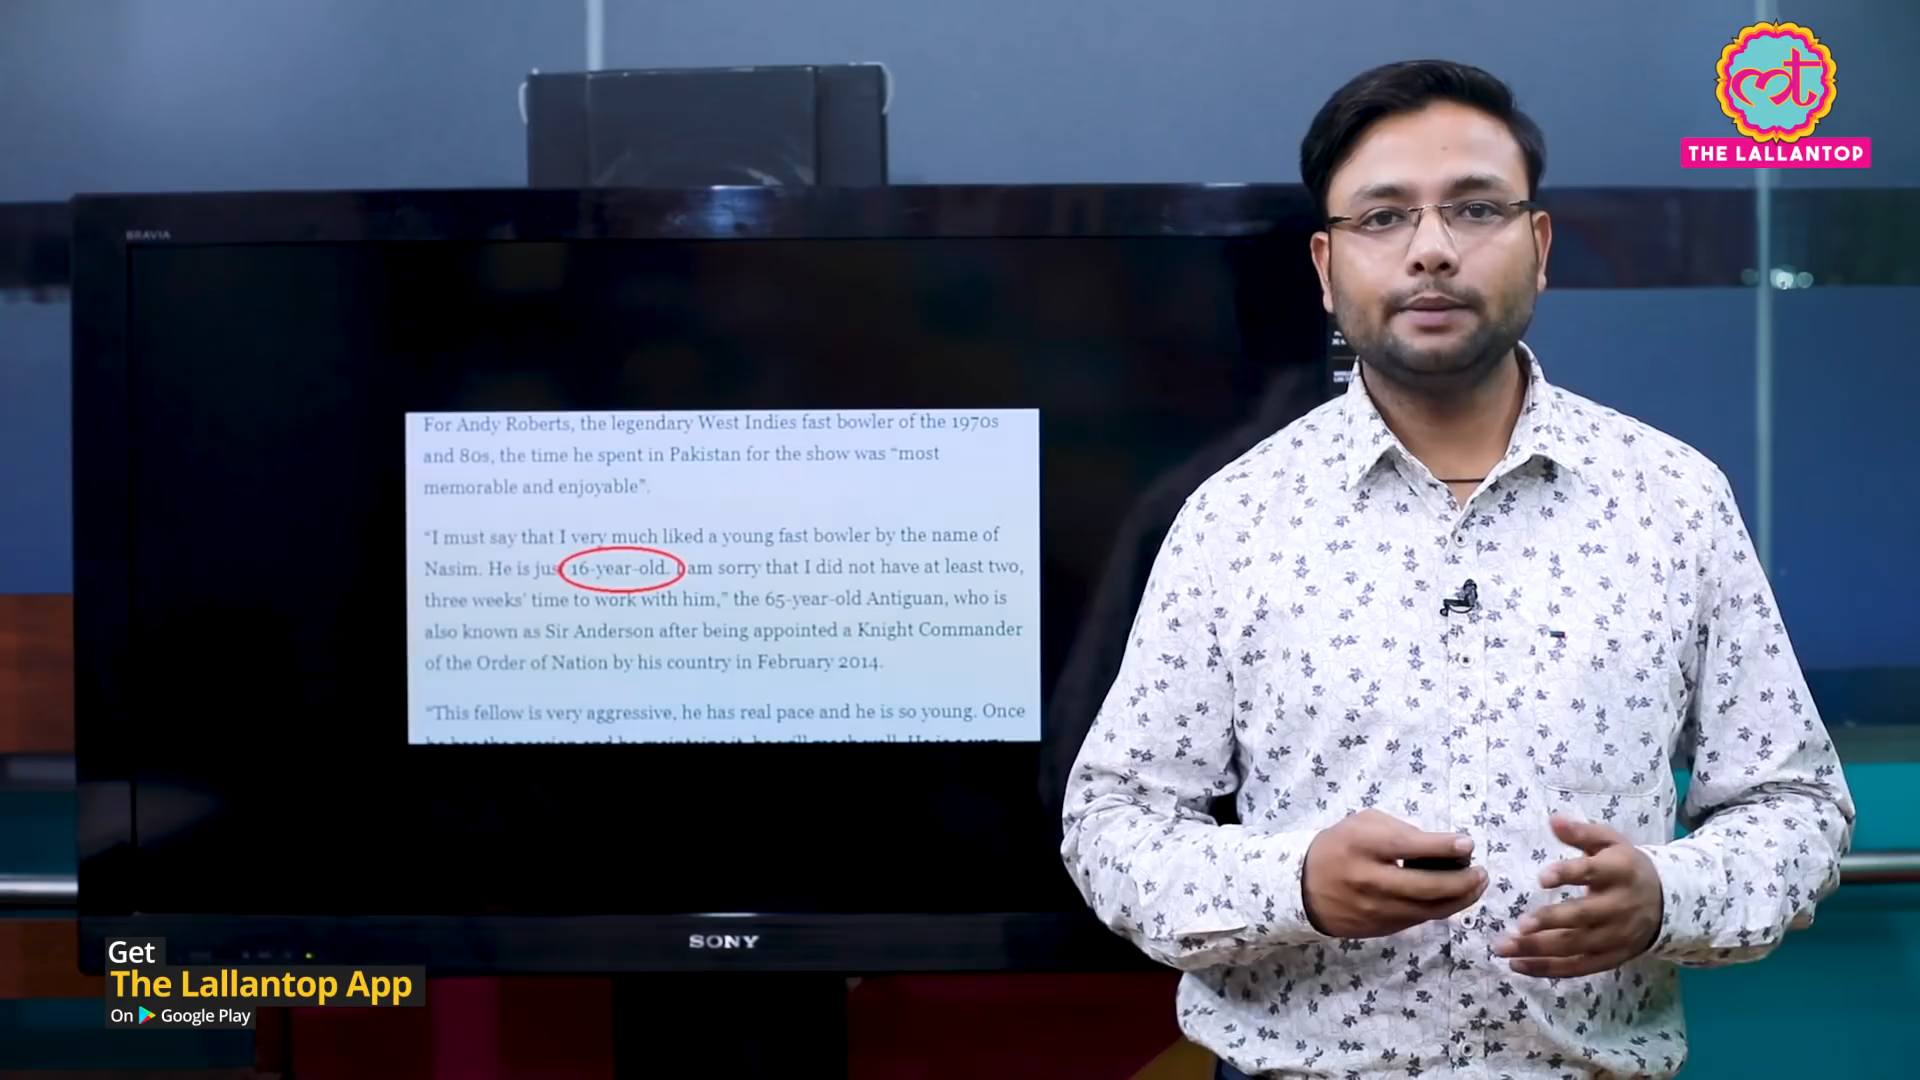 THE LALLANTOP
BRAVIA
For Andy Roberts, the legendary West Indies fast bowler of the 1970s
and 80s, the time he spent in Pakistan for the show was “most
memorable and enjoyable”.
“I must say that I very much liked a young fast bowler by the name of
Nasim. He is just 16-year-old. I am sorry that I did not have at least two,
three weeks’ time to work with him,” the 65-year-old Antiguan, who is
also known as Sir Anderson after being appointed a Knight Commander
of the Order of Nation by his country in February 2014.
“This fellow is very aggressive, he has real pace and he is so young. Once
SONY
Get
The Lallantop App
On Google Play